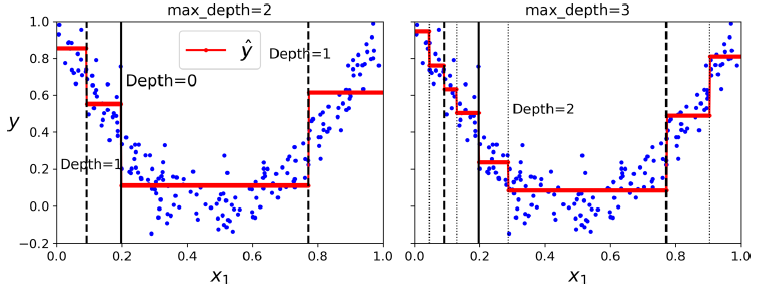 max_depth=2
max_depth=3
1.0
0.8
0.6
0.4
0.2
0.0
−0.2
y
ŷ
Depth=1
Depth=0
Depth=1
Depth=2
0.0 0.2 0.4 0.6 0.8 1.0
0.0 0.2 0.4 0.6 0.8 1.0
x₁
x₁